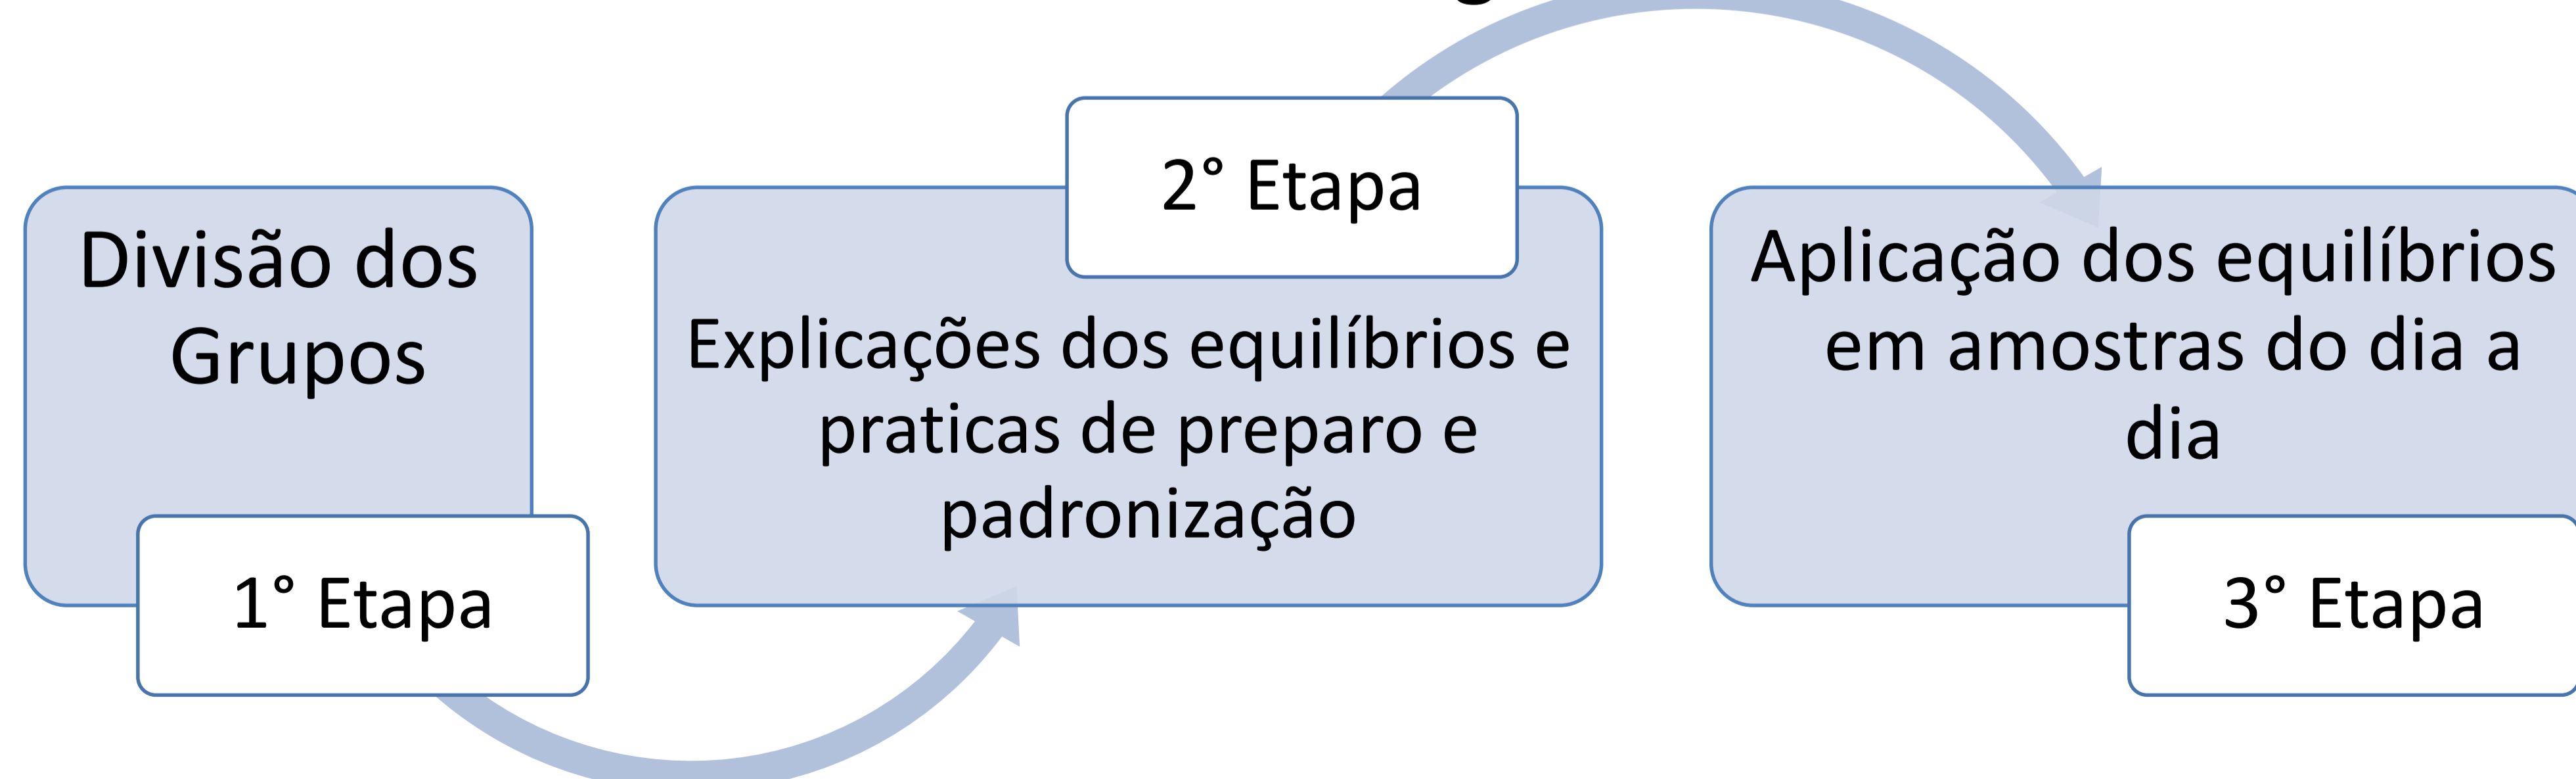 Divisão dos
Grupos
1° Etapa
2° Etapa
Explicações dos equilíbrios e
praticas de preparo e
padronização
Aplicação dos equilíbrios
em amostras do dia a
dia
3° Etapa